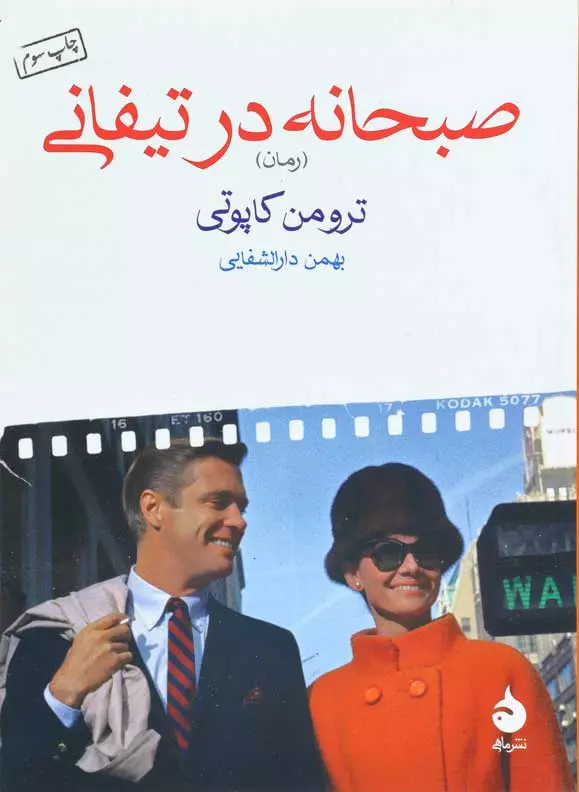 چاپ سوم
صبحانه در تیفانی
(رمان)
ترومن کاپوتی
بهمن دارالشفایی
16 ET 160
17 KODAK 5077
WA
نشر ماهی